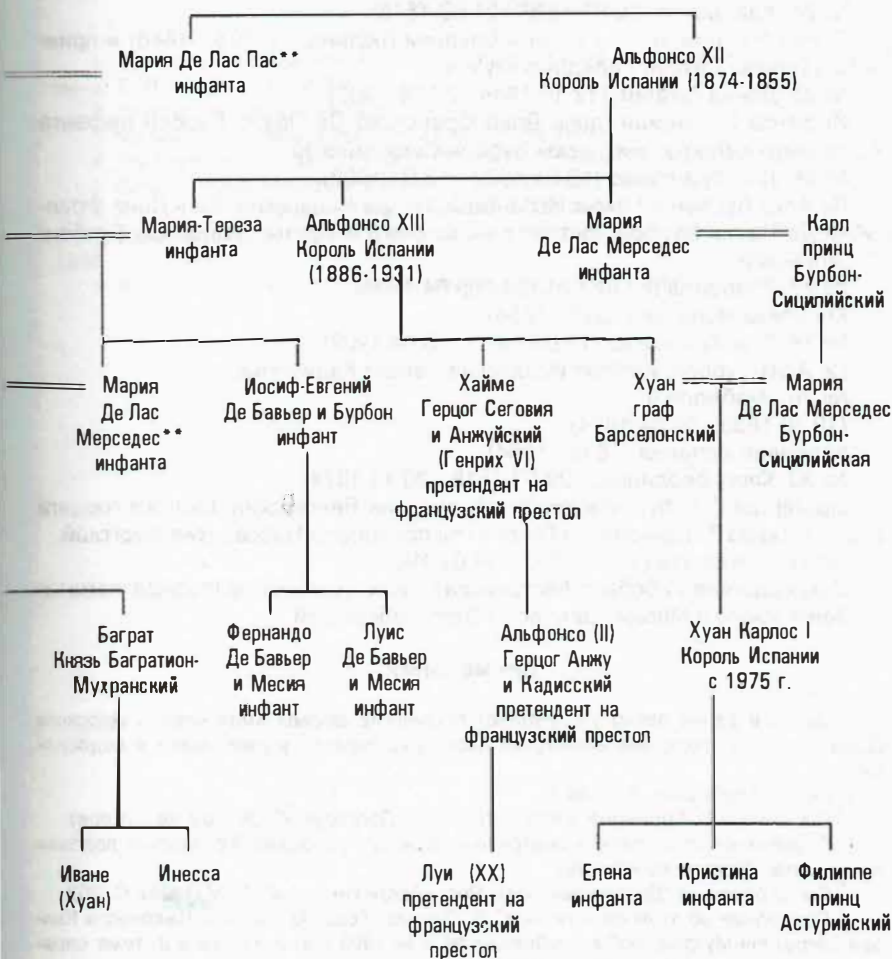 Мария Де Лас Пас**
инфанта
Альфонсо XII
Король Испании (1874-1855)
Мария-Тереза
инфанта
Альфонсо XIII
Король Испании
(1886-1931)
Мария
Де Лас Мерседес
инфанта
Карл
принц
Бурбон-
Сицилийский
Мария
Де Лас
Мерседес**
инфанта
Иосиф-Евгений
Де Бавьер и Бурбон
инфант
Хайме
Герцог Сеговия
и Анжуйский
(Генрих VI)
претендент на
французский престол
Хуан
граф
Барселонский
Мария
Де Лас Мерседес
Бурбон-
Сицилийская
Баграт
Князь Багратион-
Мухранский
Фернандо
Де Бавьер
и Месия
инфант
Луис
Де Бавьер
и Месия
инфант
Альфонсо (II)
Герцог Анжу
и Кадисский
претендент на
французский престол
Хуан Карлос I
Король Испании
с 1975 г.
Иване
(Хуан)
Инесса
Луи (XX)
претендент на
французский
престол
Елена
инфанта
Кристина
инфанта
Филиппе
принц
Астурийский